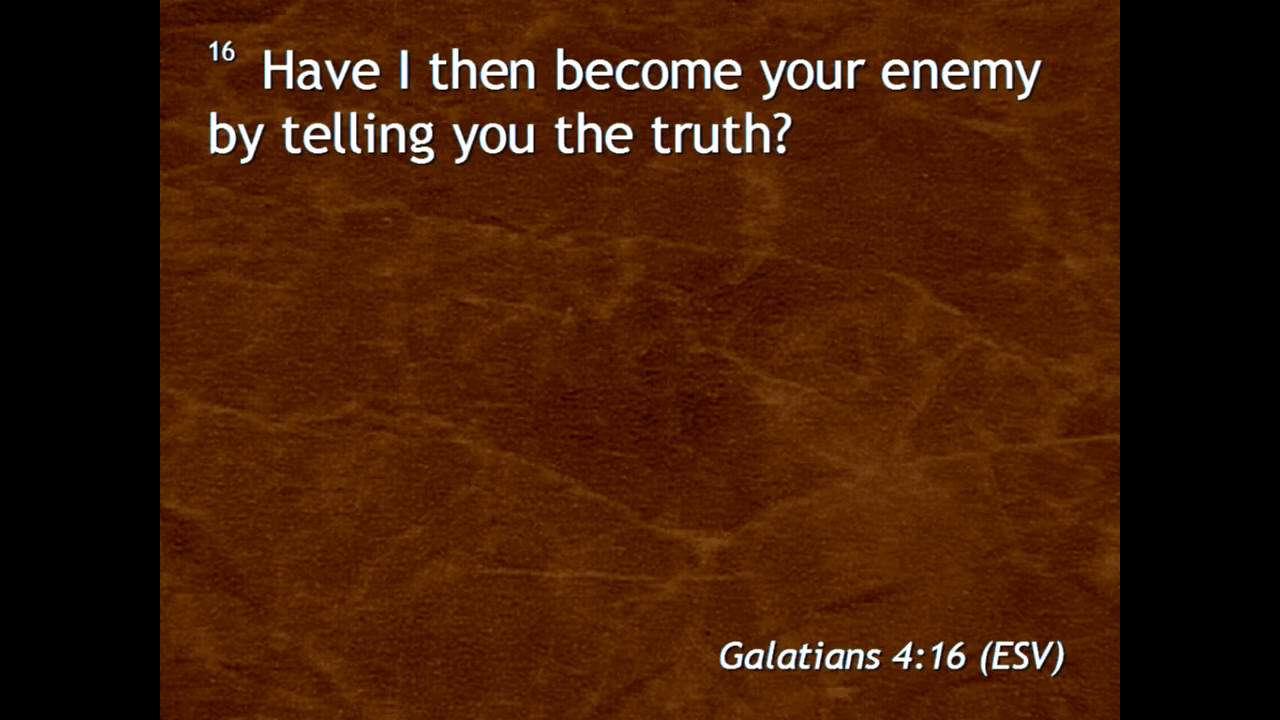 16 Have I then become your enemy
by telling you the truth?
Galatians 4:16 (ESV)